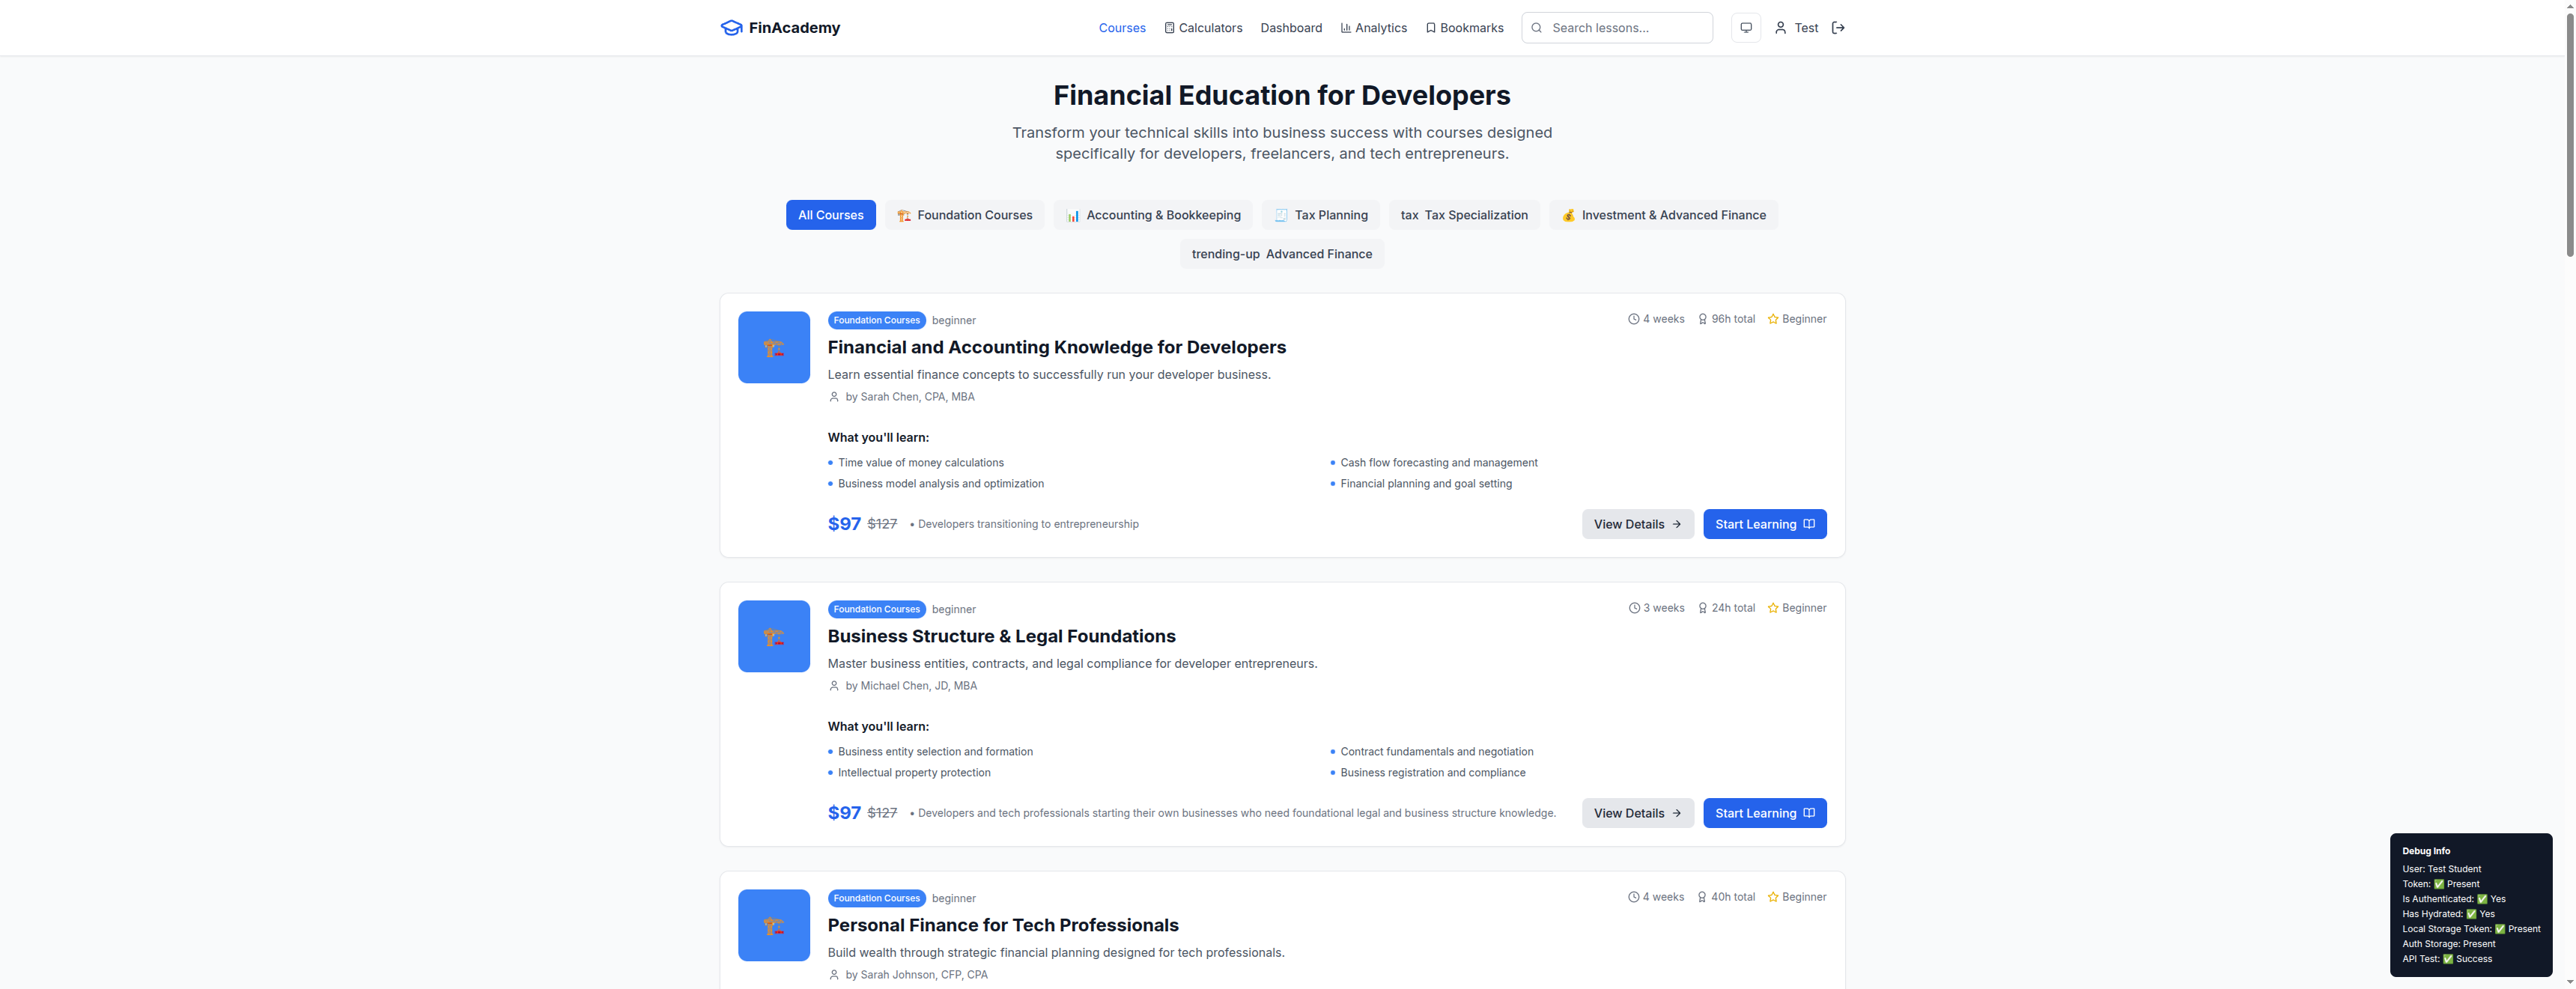 FinAcademy
Courses Calculators Dashboard Analytics Bookmarks Search lessons... Test
Financial Education for Developers
Transform your technical skills into business success with courses designed
specifically for developers, freelancers, and tech entrepreneurs.
All Courses 🏗️ Foundation Courses 📊 Accounting & Bookkeeping 🧾 Tax Planning tax Tax Specialization 💰 Investment & Advanced Finance
trending-up Advanced Finance
Foundation Courses beginner 4 weeks 96h total Beginner
Financial and Accounting Knowledge for Developers
Learn essential finance concepts to successfully run your developer business.
by Sarah Chen, CPA, MBA
What you'll learn:
• Time value of money calculations • Cash flow forecasting and management
• Business model analysis and optimization • Financial planning and goal setting
$97 $127 • Developers transitioning to entrepreneurship View Details → Start Learning
Foundation Courses beginner 3 weeks 24h total Beginner
Business Structure & Legal Foundations
Master business entities, contracts, and legal compliance for developer entrepreneurs.
by Michael Chen, JD, MBA
What you'll learn:
• Business entity selection and formation • Contract fundamentals and negotiation
• Intellectual property protection • Business registration and compliance
$97 $127 • Developers and tech professionals starting their own businesses who need foundational legal and business structure knowledge. View Details → Start Learning
Foundation Courses beginner 4 weeks 40h total Beginner
Personal Finance for Tech Professionals
Build wealth through strategic financial planning designed for tech professionals.
by Sarah Johnson, CFP, CPA
Debug Info
User: Test Student
Token: ✅ Present
Is Authenticated: ✅ Yes
Has Hydrated: ✅ Yes
Local Storage Token: ✅ Present
Auth Storage: Present
API Test: ✅ Success